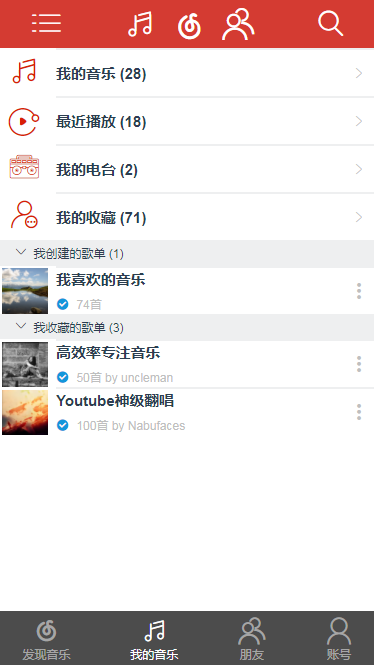 我的音乐 (28)
最近播放 (18)
我的电台 (2)
我的收藏 (71)
我创建的歌单 (1)
我喜欢的音乐
74首
我收藏的歌单 (3)
高效率专注音乐
50首 by uncleman
Youtube神级翻唱
100首 by Nabufaces
发现音乐 我的音乐 朋友 账号